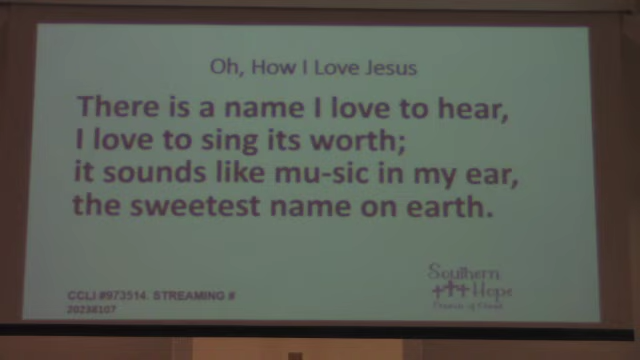 Oh, How I Love Jesus
There is a name I love to hear,
I love to sing its worth;
it sounds like mu-sic in my ear,
the sweetest name on earth.
CCLI #973514. STREAMING #
20238107
Southern
Hope